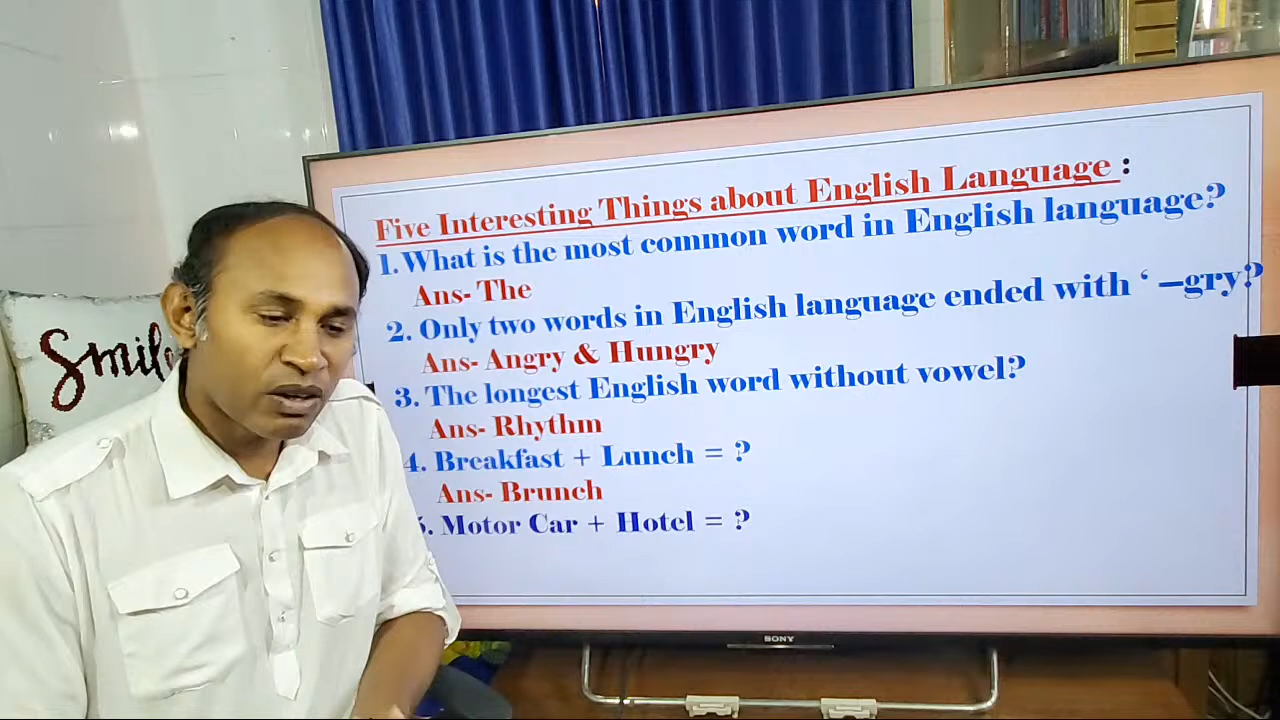 Smile
Five Interesting Things about English Language :
1. What is the most common word in English language?
Ans- The
2. Only two words in English language ended with ‘ –gry?
Ans- Angry & Hungry
3. The longest English word without vowel?
Ans- Rhythm
4. Breakfast + Lunch = ?
Ans- Brunch
5. Motor Car + Hotel = ?
SONY